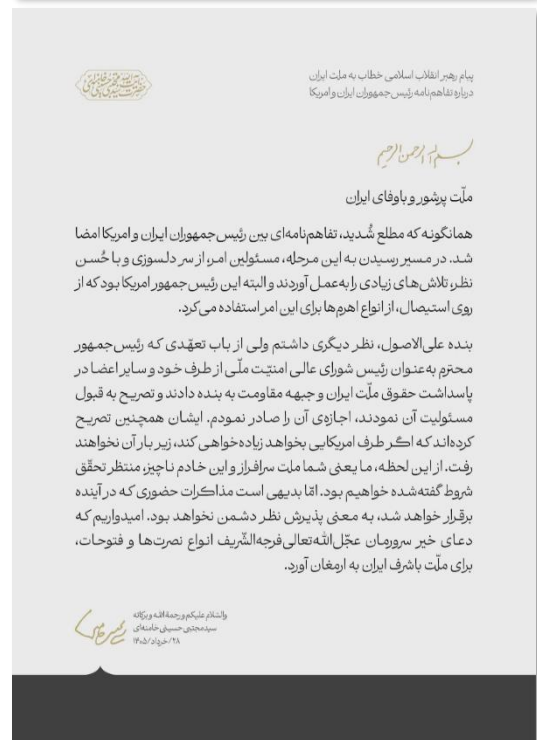 پیام رهبر انقلاب اسلامی خطاب به ملت ایران
درباره تفاهم‌نامه رئیس‌جمهوران ایران و امریکا
بسم الله الرحمن الرحیم
ملّت پرشور و باوفای ایران
همانگونه که مطلع شُدید، تفاهم‌نامه‌ای بین رئیس‌جمهوران ایران و امریکا امضا
شد. در مسیر رسیدن به این مرحله، مسئولین امر، از سر دلسوزی و با حُسن
نظر، تلاش‌های زیادی را به‌عمل آوردند و البته این رئیس‌جمهور امریکا بود که از
روی استیصال، از انواع اهرم‌ها برای این امر استفاده می‌کرد.
بنده علی‌الاصول، نظر دیگری داشتم ولی از باب تعهّدی که رئیس‌جمهور
محترم به‌عنوان رئیس شورای عالی امنیّت ملّی از طرف خود و سایر اعضا در
پاسداشت حقوق ملّت ایران و جبهه مقاومت به بنده دادند و تصریح به قبول
مسئولیت آن نمودند، اجازه‌ی آن را صادر نمودم. ایشان همچنین تصریح
کرده‌اند که اگر طرف امریکایی بخواهد زیاده‌خواهی کند، زیر بار آن نخواهند
رفت. از این لحظه، ما یعنی شما ملت سرافراز و این خادم ناچیز، منتظر تحقّق
شروط گفته‌شده خواهیم بود. امّا بدیهی است مذاکرات حضوری که در آینده
برقرار خواهد شد، به معنی پذیرش نظر دشمن نخواهد بود. امیدواریم که
دعای خیر سرورمان عجّل‌الله‌تعالی‌فرجه‌الشّریف انواع نصرت‌ها و فتوحات،
برای ملّت باشرف ایران به ارمغان آورد.
والسّلام علیکم و رحمة الله و برکاته
سیدمجتبی حسینی خامنه‌ای
۲۸/خرداد/۱۴۰۵